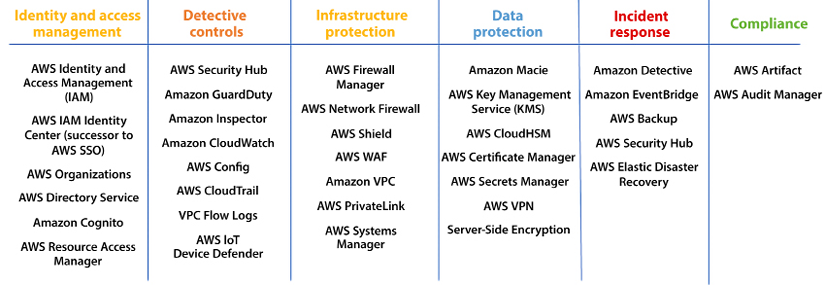 Identity and access
management
AWS Identity and
Access Management
(IAM)
AWS IAM Identity
Center (successor to
AWS SSO)
AWS Organizations
AWS Directory Service
Amazon Cognito
AWS Resource Access
Manager
Detective
controls
AWS Security Hub
Amazon GuardDuty
Amazon Inspector
Amazon CloudWatch
AWS Config
AWS CloudTrail
VPC Flow Logs
AWS IoT
Device Defender
Infrastructure
protection
AWS Firewall
Manager
AWS Network Firewall
AWS Shield
AWS WAF
Amazon VPC
AWS PrivateLink
AWS Systems
Manager
Data
protection
Amazon Macie
AWS Key Management
Service (KMS)
AWS CloudHSM
AWS Certificate Manager
AWS Secrets Manager
AWS VPN
Server-Side Encryption
Incident
response
Amazon Detective
Amazon EventBridge
AWS Backup
AWS Security Hub
AWS Elastic Disaster
Recovery
Compliance
AWS Artifact
AWS Audit Manager